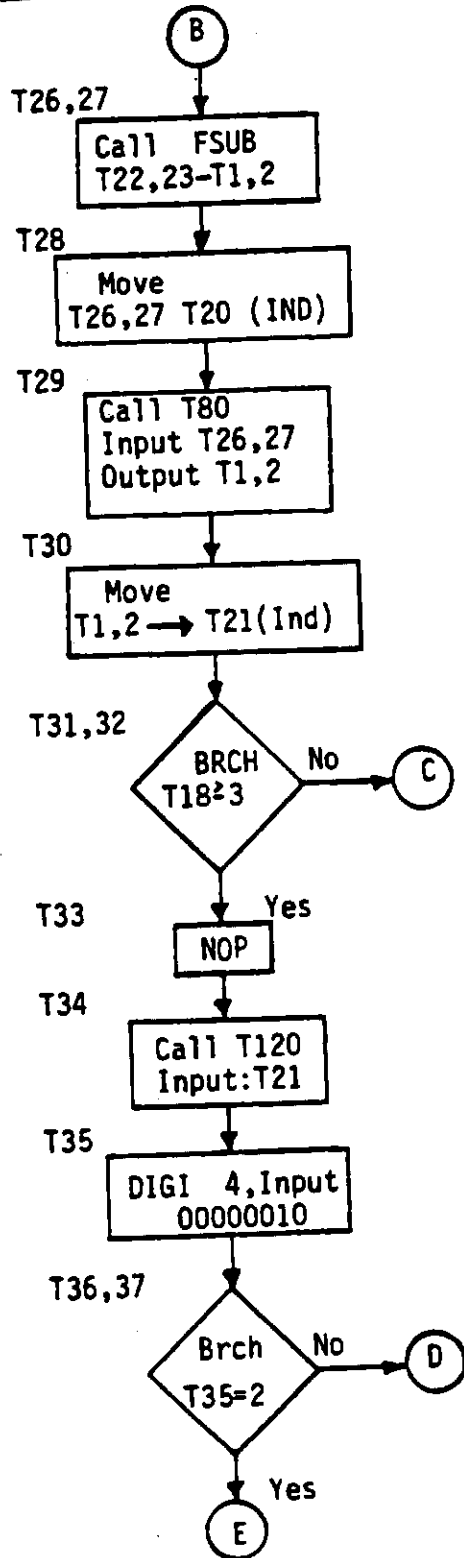 B
T26,27
Call FSUB
T22,23-T1,2
T28
Move
T26,27 T20 (IND)
T29
Call T80
Input T26,27
Output T1,2
T30
Move
T1,2 → T21(Ind)
T31,32
BRCH
T18≥3
No
C
Yes
T33
NOP
T34
Call T120
Input:T21
T35
DIGI 4,Input
00000010
T36,37
Brch
T35=2
No
D
Yes
E